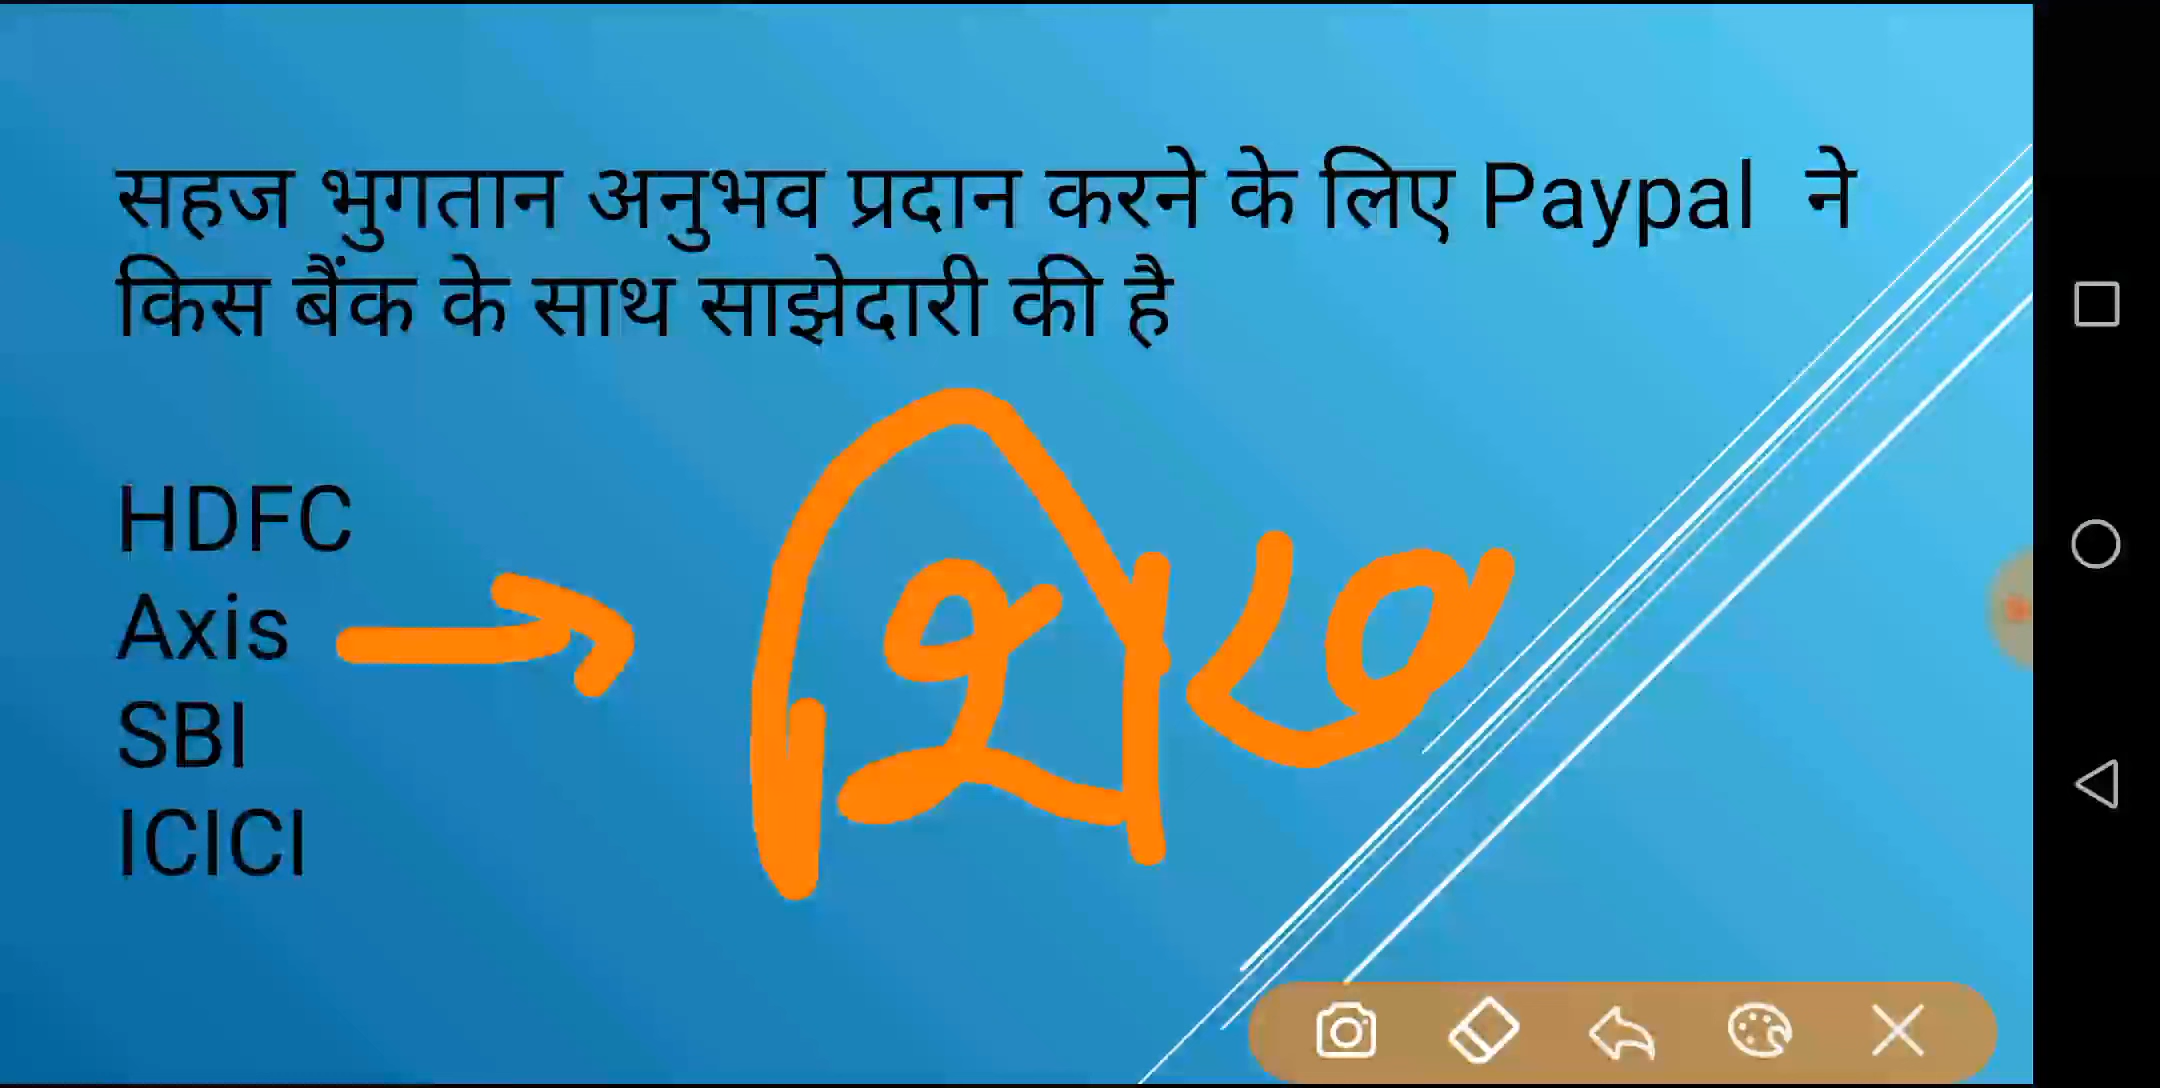 सहज भुगतान अनुभव प्रदान करने के लिए Paypal ने
किस बैंक के साथ साझेदारी की है
HDFC
Axis
SBI
ICICI